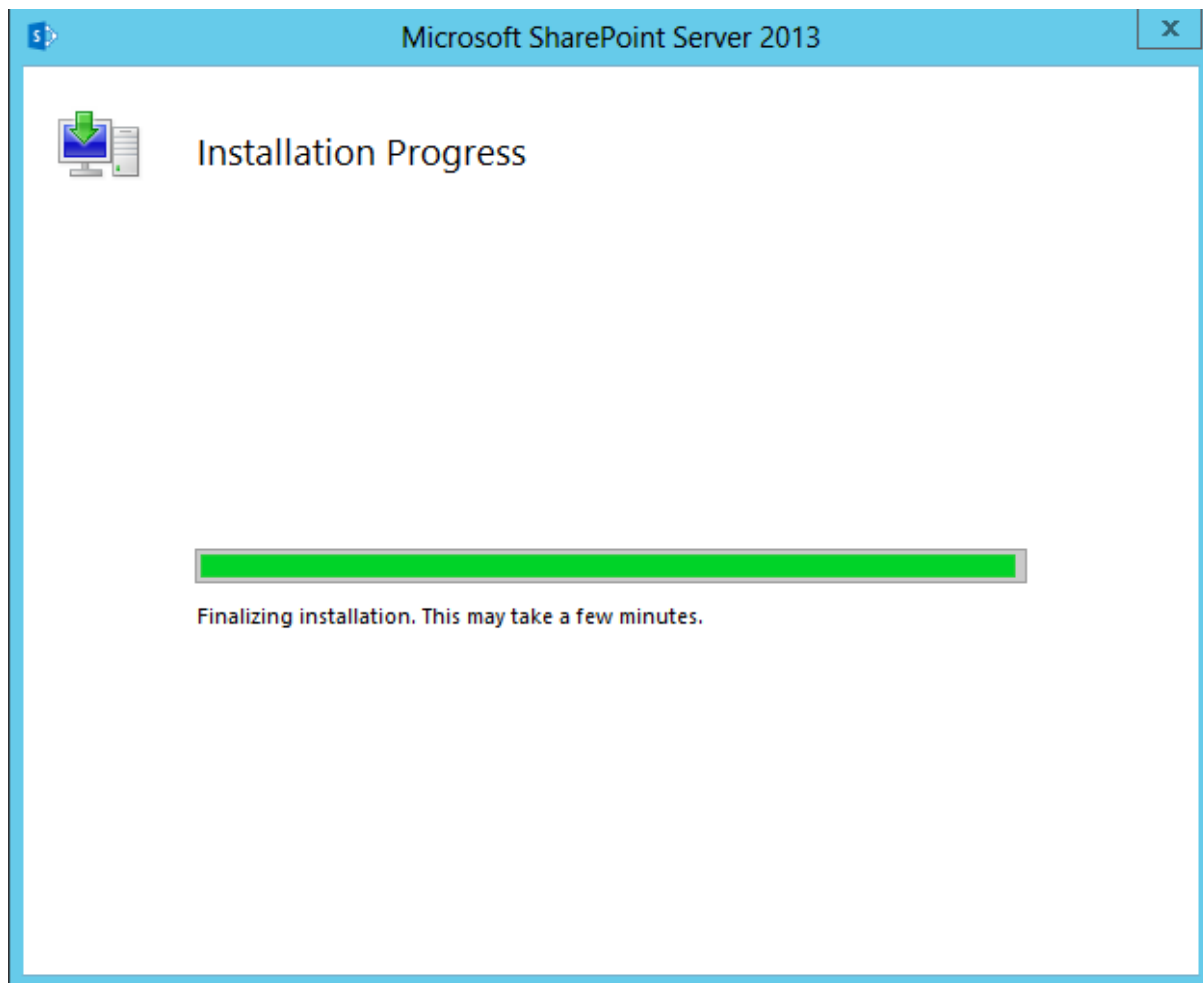 Microsoft SharePoint Server 2013
Installation Progress
Finalizing installation. This may take a few minutes.